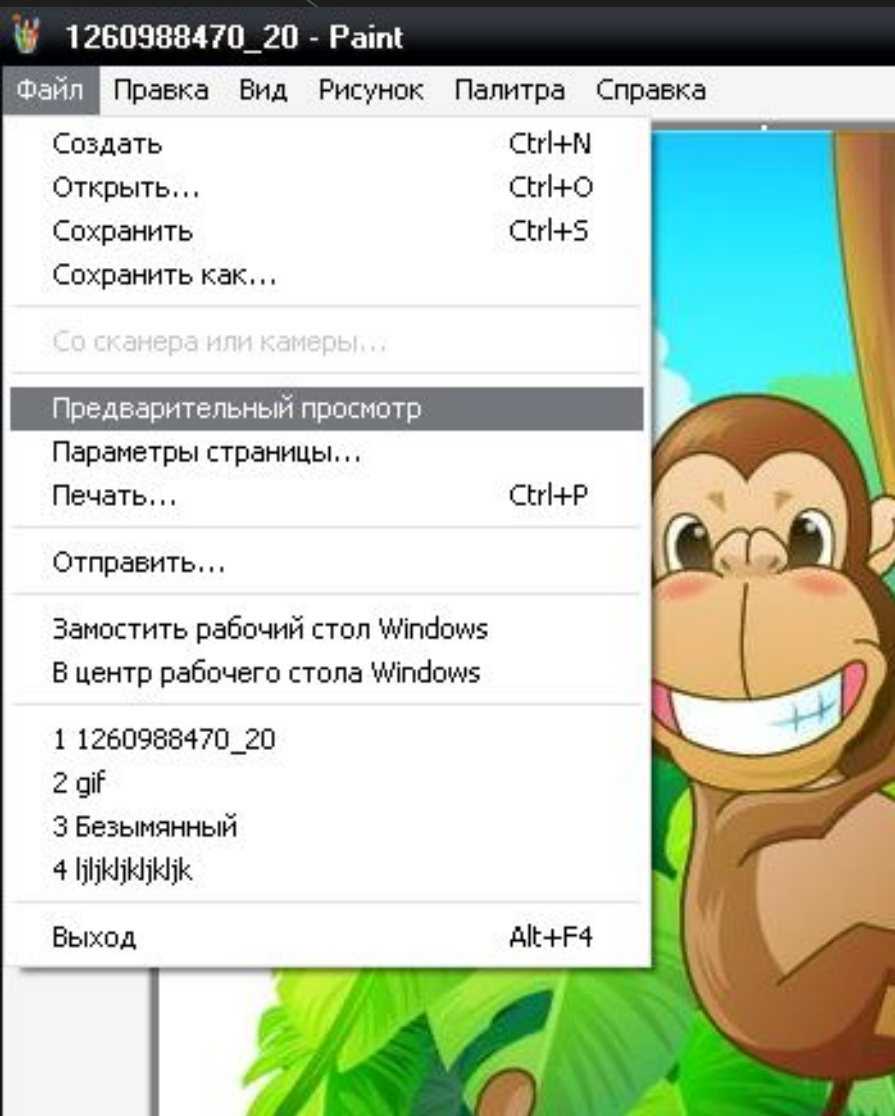 1260988470_20 - Paint
Файл Правка Вид Рисунок Палитра Справка
Создать Ctrl+N
Открыть... Ctrl+O
Сохранить Ctrl+S
Сохранить как...
Со сканера или камеры...
Предварительный просмотр
Параметры страницы...
Печать... Ctrl+P
Отправить...
Замостить рабочий стол Windows
В центр рабочего стола Windows
1 1260988470_20
2 gif
3 Безымянный
4 ljljkljkljkljk
Выход Alt+F4